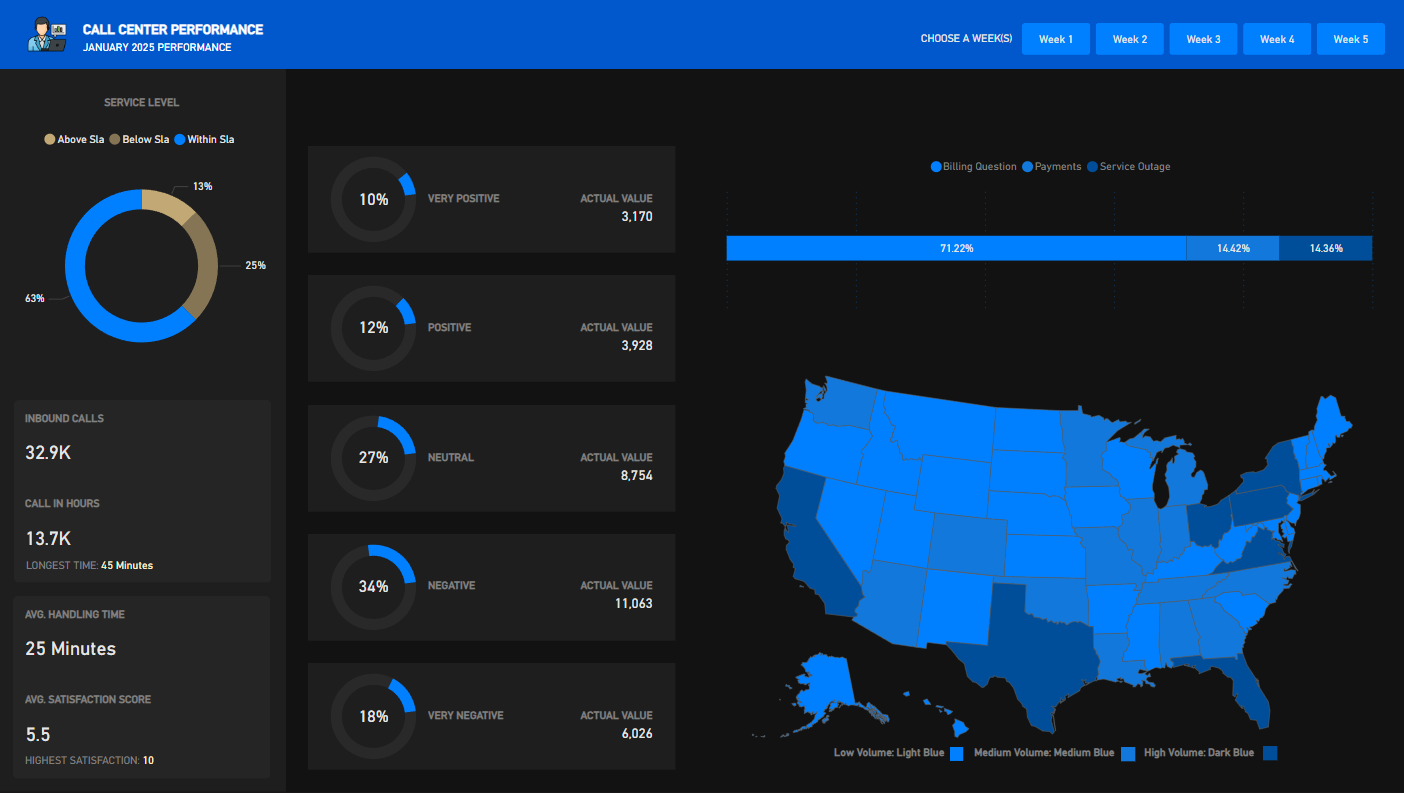 CALL CENTER PERFORMANCE
JANUARY 2025 PERFORMANCE
CHOOSE A WEEK(S)
Week 1
Week 2
Week 3
Week 4
Week 5
SERVICE LEVEL
Above Sla Below Sla Within Sla
13%
25%
63%
INBOUND CALLS
32.9K
CALL IN HOURS
13.7K
LONGEST TIME: 45 Minutes
AVG. HANDLING TIME
25 Minutes
AVG. SATISFACTION SCORE
5.5
HIGHEST SATISFACTION: 10
10% VERY POSITIVE ACTUAL VALUE
3,170
12% POSITIVE ACTUAL VALUE
3,928
27% NEUTRAL ACTUAL VALUE
8,754
34% NEGATIVE ACTUAL VALUE
11,063
18% VERY NEGATIVE ACTUAL VALUE
6,026
Billing Question Payments Service Outage
71.22% 14.42% 14.36%
Low Volume: Light Blue Medium Volume: Medium Blue High Volume: Dark Blue